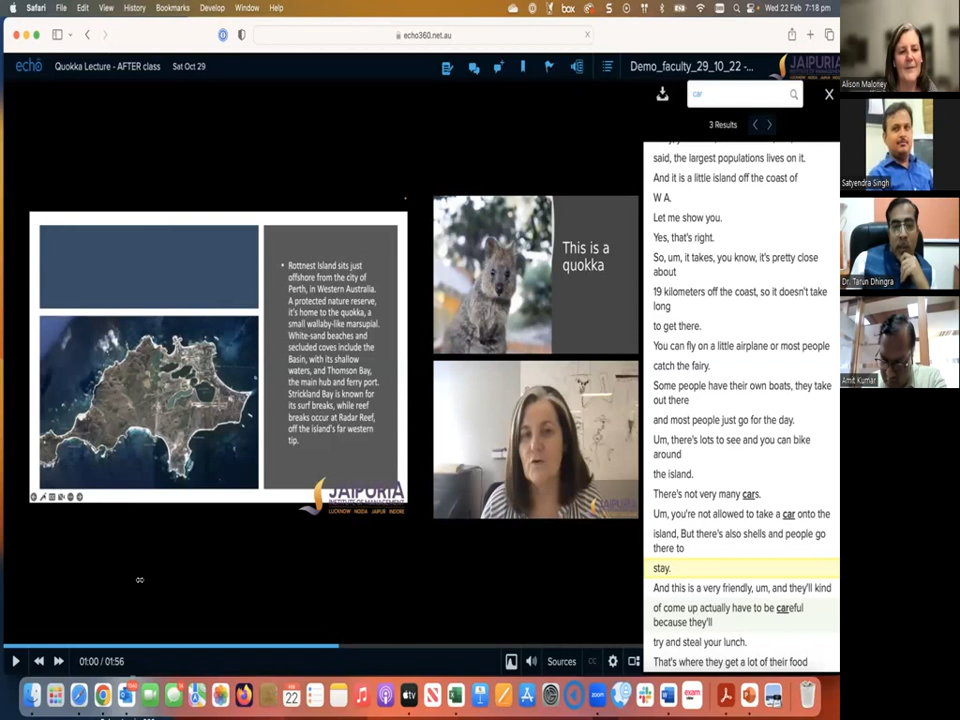 Safari File Edit View History Bookmarks Develop Window Help
box
Wed 22 Feb 7:18 pm
echo360.net.au
echo
Quokka Lecture - AFTER class Sat Oct 29
Demo_faculty_29_10_22 -...
JAIPURIA
INSTITUTE OF MANAGEMENT
car
3 Results
said, the largest populations lives on it.
And it is a little island off the coast of
W A.
Let me show you.
Yes, that's right.
So, um, it takes, you know, it's pretty close
about
19 kilometers off the coast, so it doesn't take
long
to get there.
You can fly on a little airplane or most people
catch the fairy.
Some people have their own boats, they take
out there
and most people just go for the day.
Um, there's lots to see and you can bike
around
the island.
There's not very many cars.
Um, you're not allowed to take a car onto the
island, But there's also shells and people go
there to
stay.
And this is a very friendly, um, and they'll kind
of come up actually have to be careful
because they'll
try and steal your lunch.
That's where they get a lot of their food
• Rottnest Island sits just
offshore from the city of
Perth, in Western Australia.
A protected nature reserve,
it's home to the quokka, a
small wallaby-like marsupial.
White-sand beaches and
secluded coves include the
Basin, with its shallow
waters, and Thomson Bay,
the main hub and ferry port.
Strickland Bay is known for
its surf breaks, while reef
breaks occur at Radar Reef,
off the island's far western
tip.
JAIPURIA
INSTITUTE OF MANAGEMENT
LUCKNOW NOIDA JAIPUR INDORE
This is a
quokka
JAIPURIA
01:00 / 01:56
Sources
CC
Alison Maloney
Satyendra Singh
Dr. Tarun Dhingra
Amit Kumar
FEB
22
tv
zoom
exam